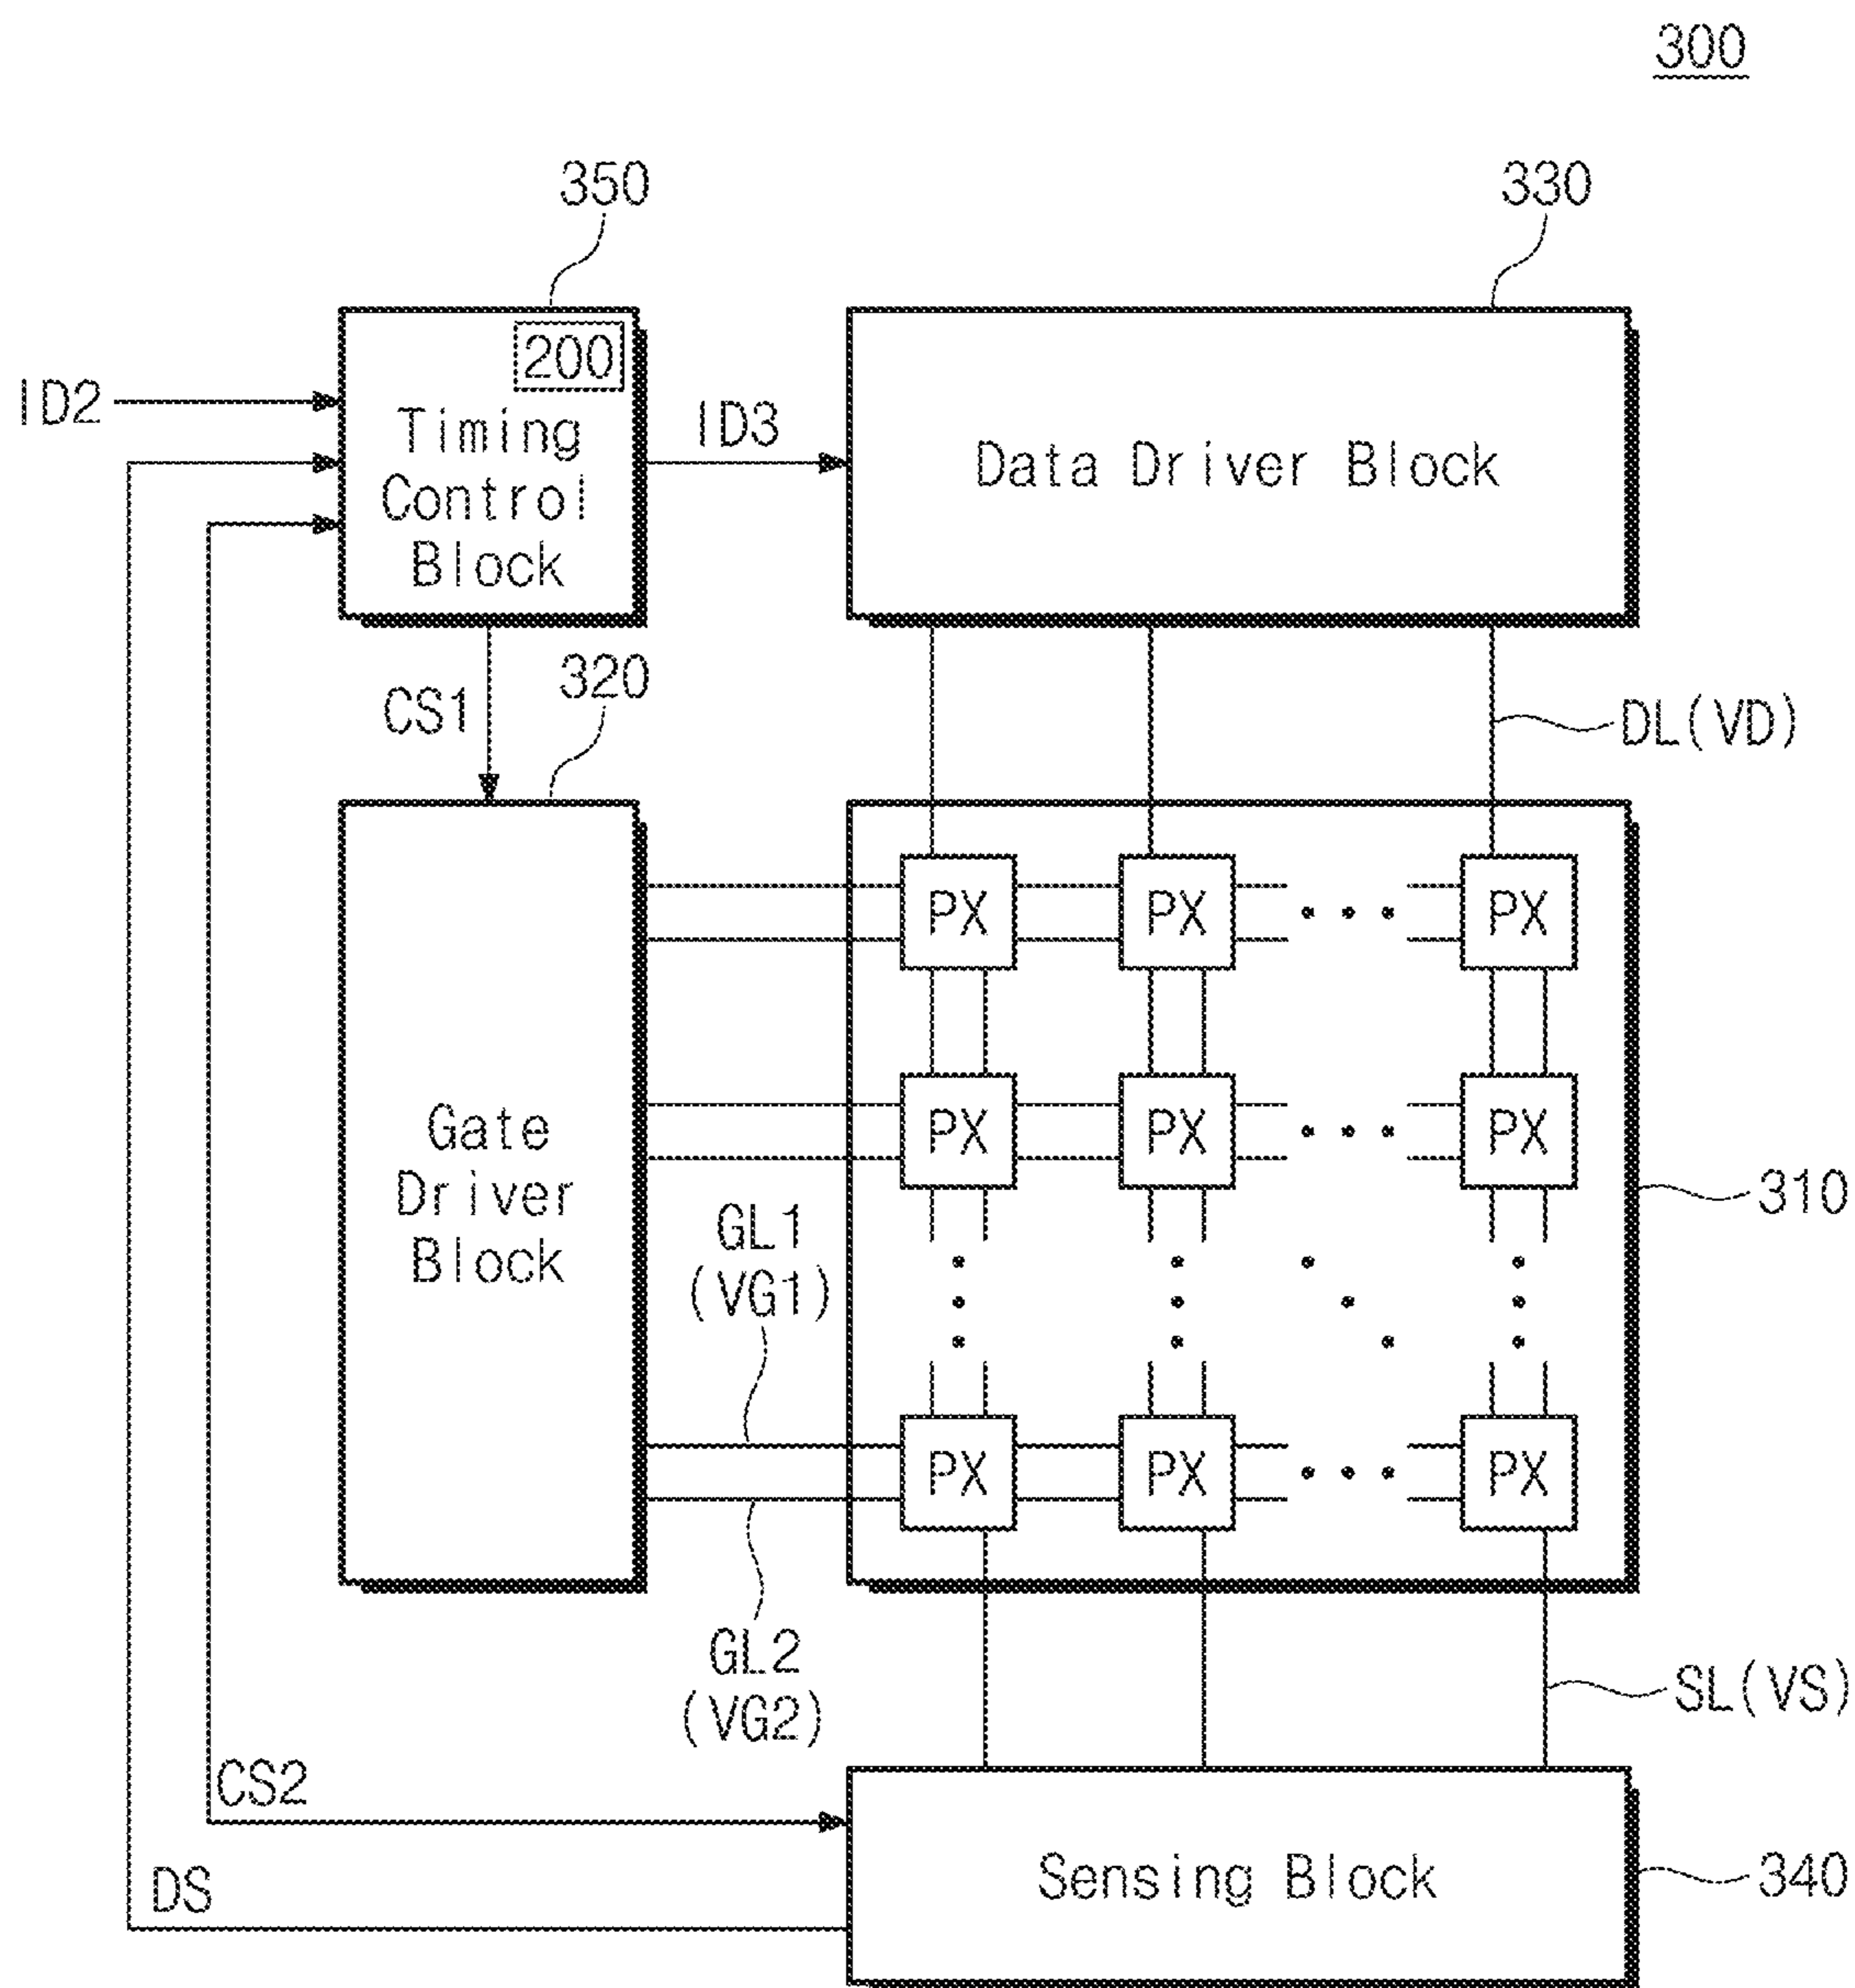 300
350
330
200
ID2
Timing
Control
Block
ID3
Data Driver Block
CS1
320
DL(VD)
PX PX PX
Gate
Driver
Block
PX PX PX
310
GL1
(VG1)
PX PX PX
GL2
(VG2)
SL(VS)
CS2
DS
Sensing Block
340